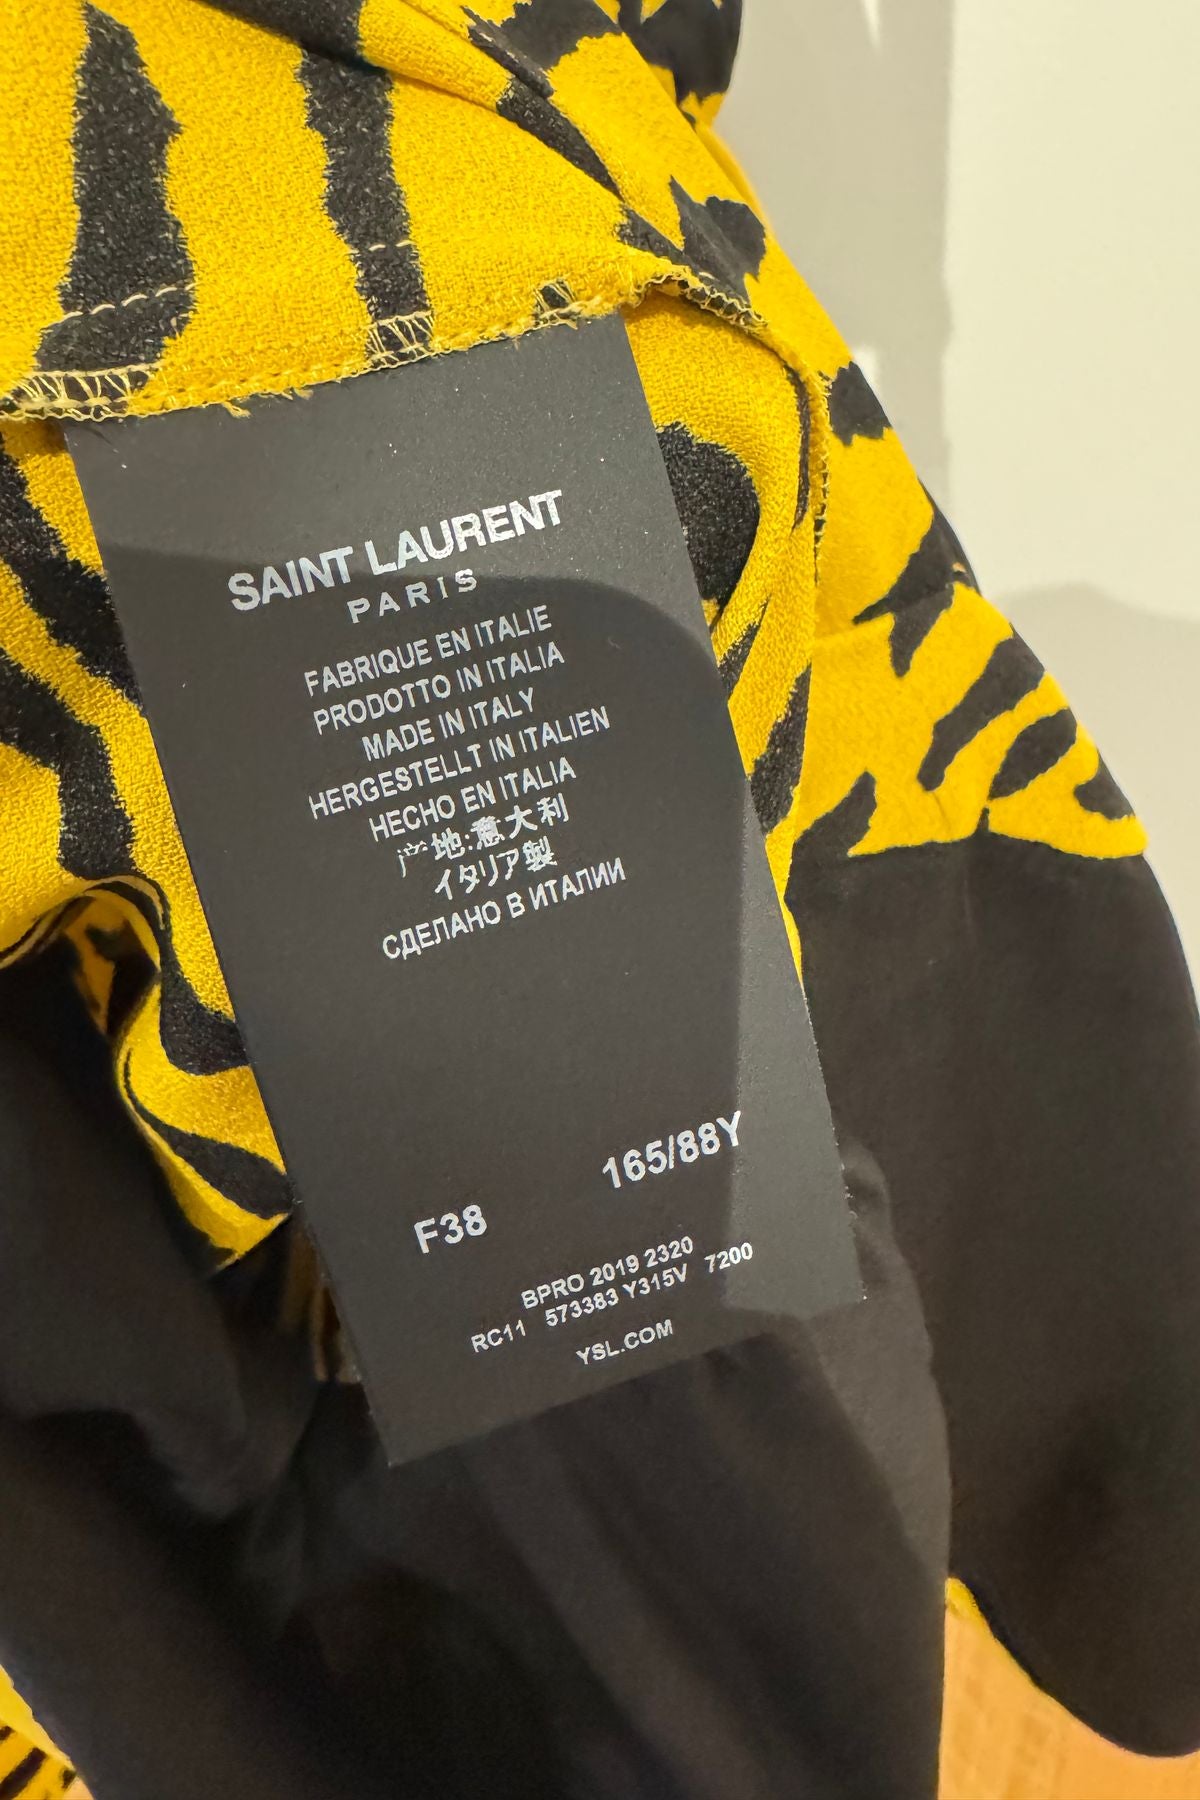 SAINT LAURENT
PARIS
FABRIQUE EN ITALIE
PRODOTTO IN ITALIA
MADE IN ITALY
HERGESTELLT IN ITALIEN
HECHO EN ITALIA
产地:意大利
イタリア製
СДЕЛАНО В ИТАЛИИ
165/88Y
F38
BPRO 2019 2320
RC11 573383 Y315V 7200
YSL.COM